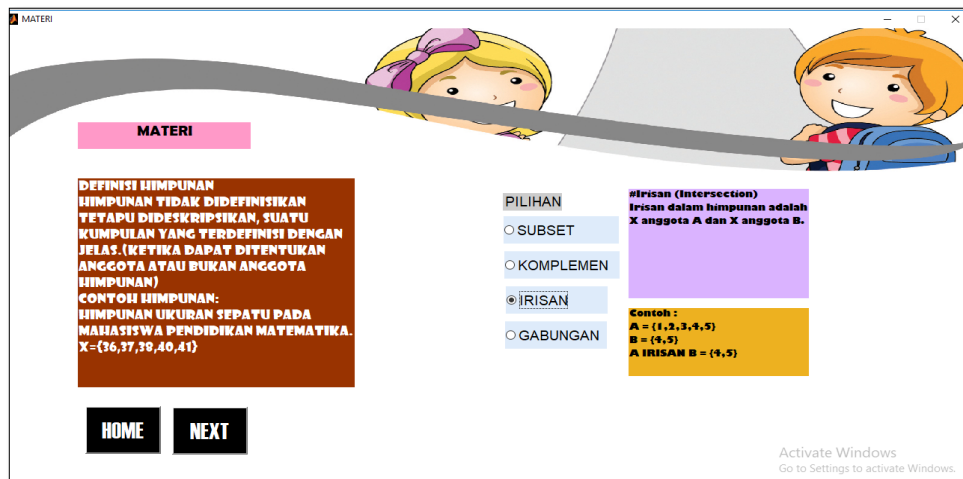 MATERI
MATERI
DEFINISI HIMPUNAN
HIMPUNAN TIDAK DIDEFINISIKAN
TETAPU DIDESKRIPSIKAN, SUATU
KUMPULAN YANG TERDEFINISI DENGAN
JELAS.(KETIKA DAPAT DITENTUKAN
ANGGOTA ATAU BUKAN ANGGOTA
HIMPUNAN)
CONTOH HIMPUNAN:
HIMPUNAN UKURAN SEPATU PADA
MAHASISWA PENDIDIKAN MATEMATIKA.
X={36,37,38,40,41}
HOME
NEXT
PILIHAN
SUBSET
KOMPLEMEN
IRISAN
GABUNGAN
#Irisan (Intersection)
Irisan dalam himpunan adalah
X anggota A dan X anggota B.
Contoh :
A = {1,2,3,4,5}
B = {4,5}
A IRISAN B = {4,5}
Activate Windows
Go to Settings to activate Windows.